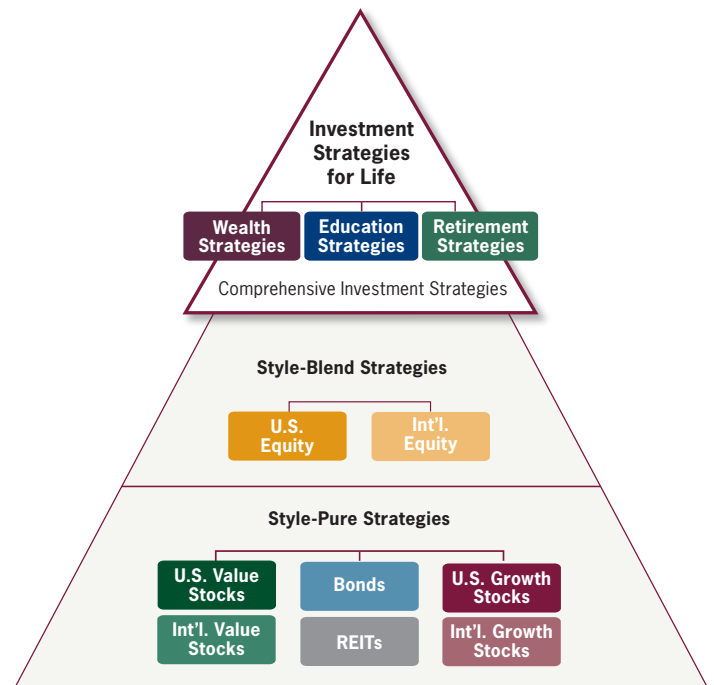 Investment
Strategies
for Life
Wealth
Strategies
Education
Strategies
Retirement
Strategies
Comprehensive Investment Strategies
Style-Blend Strategies
U.S.
Equity
Int'l.
Equity
Style-Pure Strategies
U.S. Value
Stocks
Bonds
U.S. Growth
Stocks
Int'l. Value
Stocks
REITs
Int'l. Growth
Stocks